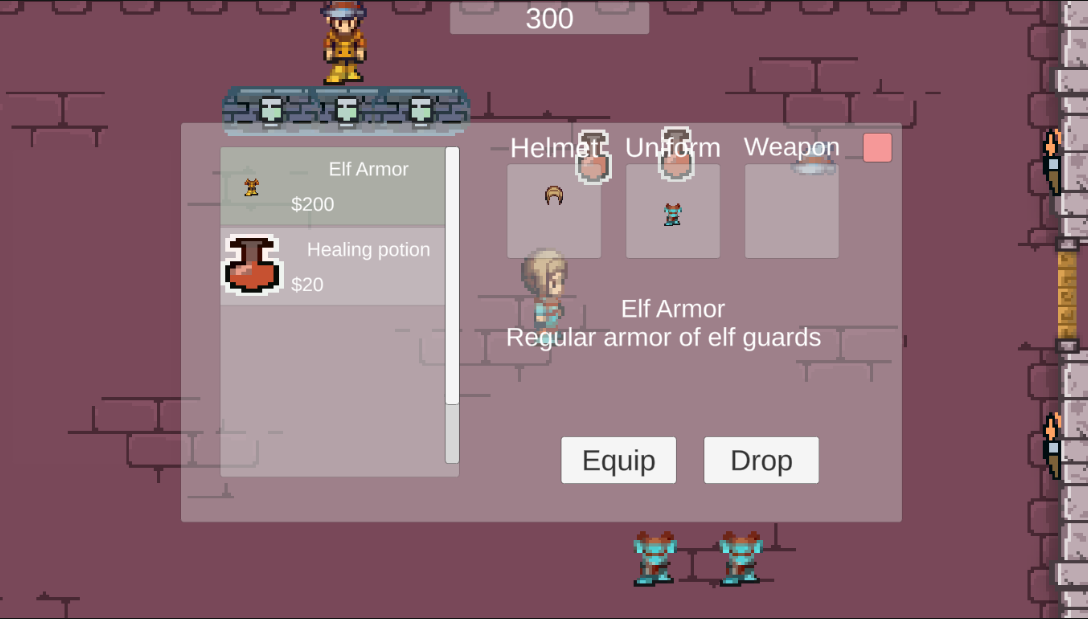 300
Elf Armor
$200
Healing potion
$20
Helmet Uniform Weapon
Elf Armor
Regular armor of elf guards
Equip Drop